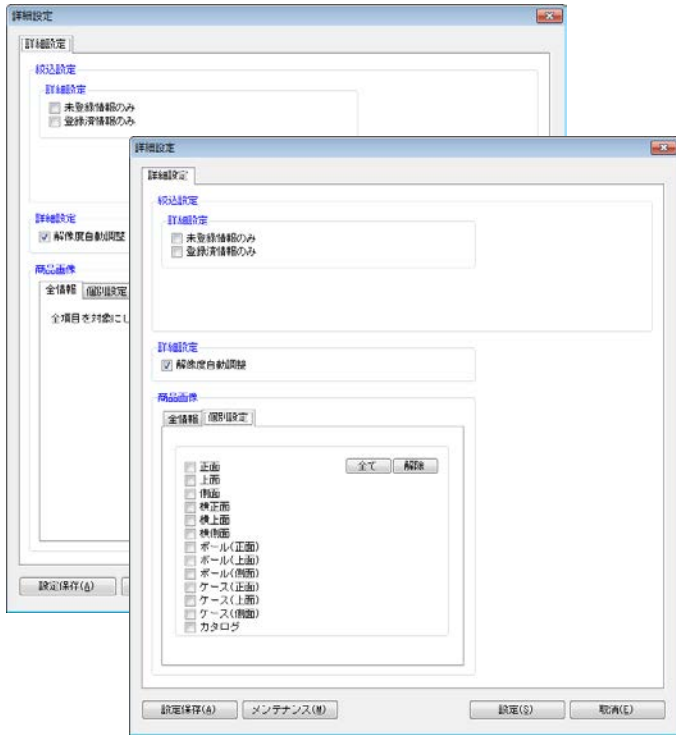 詳細設定
詳細設定
絞込設定
詳細設定
未登録情報のみ
登録済情報のみ
詳細設定
解像度自動調整
商品画像
全情報 個別設定
全項目を対象にし
設定保存(A)
詳細設定
詳細設定
絞込設定
詳細設定
未登録情報のみ
登録済情報のみ
詳細設定
解像度自動調整
商品画像
全情報 個別設定
全て 解除
正面
上面
側面
横正面
横上面
横側面
ボール(正面)
ボール(上面)
ボール(側面)
ケース(正面)
ケース(上面)
ケース(側面)
カタログ
設定保存(A) メンテナンス(M) 設定(S) 取消(E)